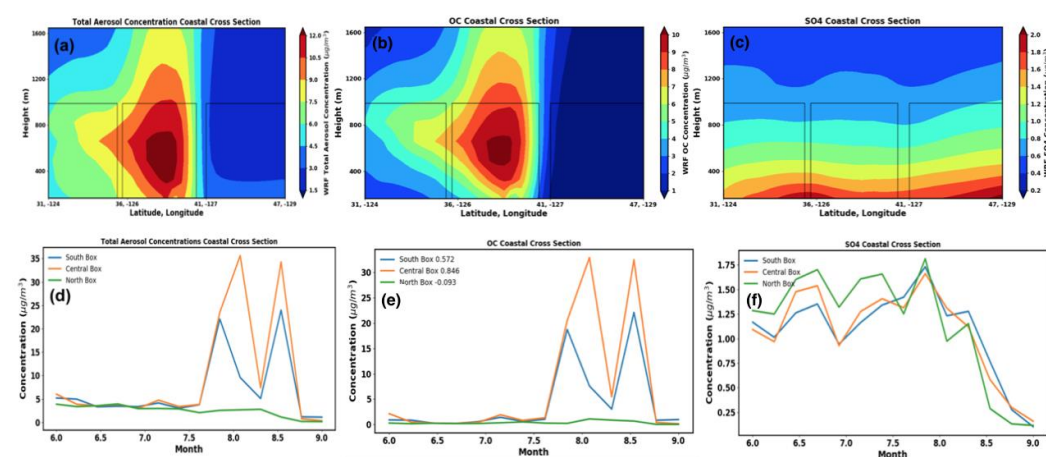 Total Aerosol Concentration Coastal Cross Section
(a)
Height (m)
1600
1200
800
400
31, -124
36, -126
41, -127
47, -129
Latitude, Longitude
12.0
10.5
9.0
7.5
6.0
4.5
3.0
1.5
WRF Total Aerosol Concentration (μg/m³)
OC Coastal Cross Section
(b)
Height (m)
1600
1200
800
400
31, -124
36, -126
41, -127
47, -129
Latitude, Longitude
10
9
8
7
6
5
4
3
2
1
WRF OC Concentration (μg/m³)
SO4 Coastal Cross Section
(c)
Height (m)
1600
1200
800
400
31, -124
36, -126
41, -127
47, -129
Latitude, Longitude
2.0
1.8
1.6
1.4
1.2
1.0
0.8
0.6
0.4
0.2
WRF SO4 Concentration (μg/m³)
Total Aerosol Concentrations Coastal Cross Section
South Box
Central Box
North Box
(d)
Concentration (μg/m³)
35
30
25
20
15
10
5
0
6.0 6.5 7.0 7.5 8.0 8.5 9.0
Month
OC Coastal Cross Section
South Box 0.572
Central Box 0.846
North Box -0.093
(e)
Concentration (μg/m³)
30
25
20
15
10
5
0
6.0 6.5 7.0 7.5 8.0 8.5 9.0
Month
SO4 Coastal Cross Section
South Box
Central Box
North Box
(f)
Concentration (μg/m³)
1.75
1.50
1.25
1.00
0.75
0.50
0.25
6.0 6.5 7.0 7.5 8.0 8.5 9.0
Month